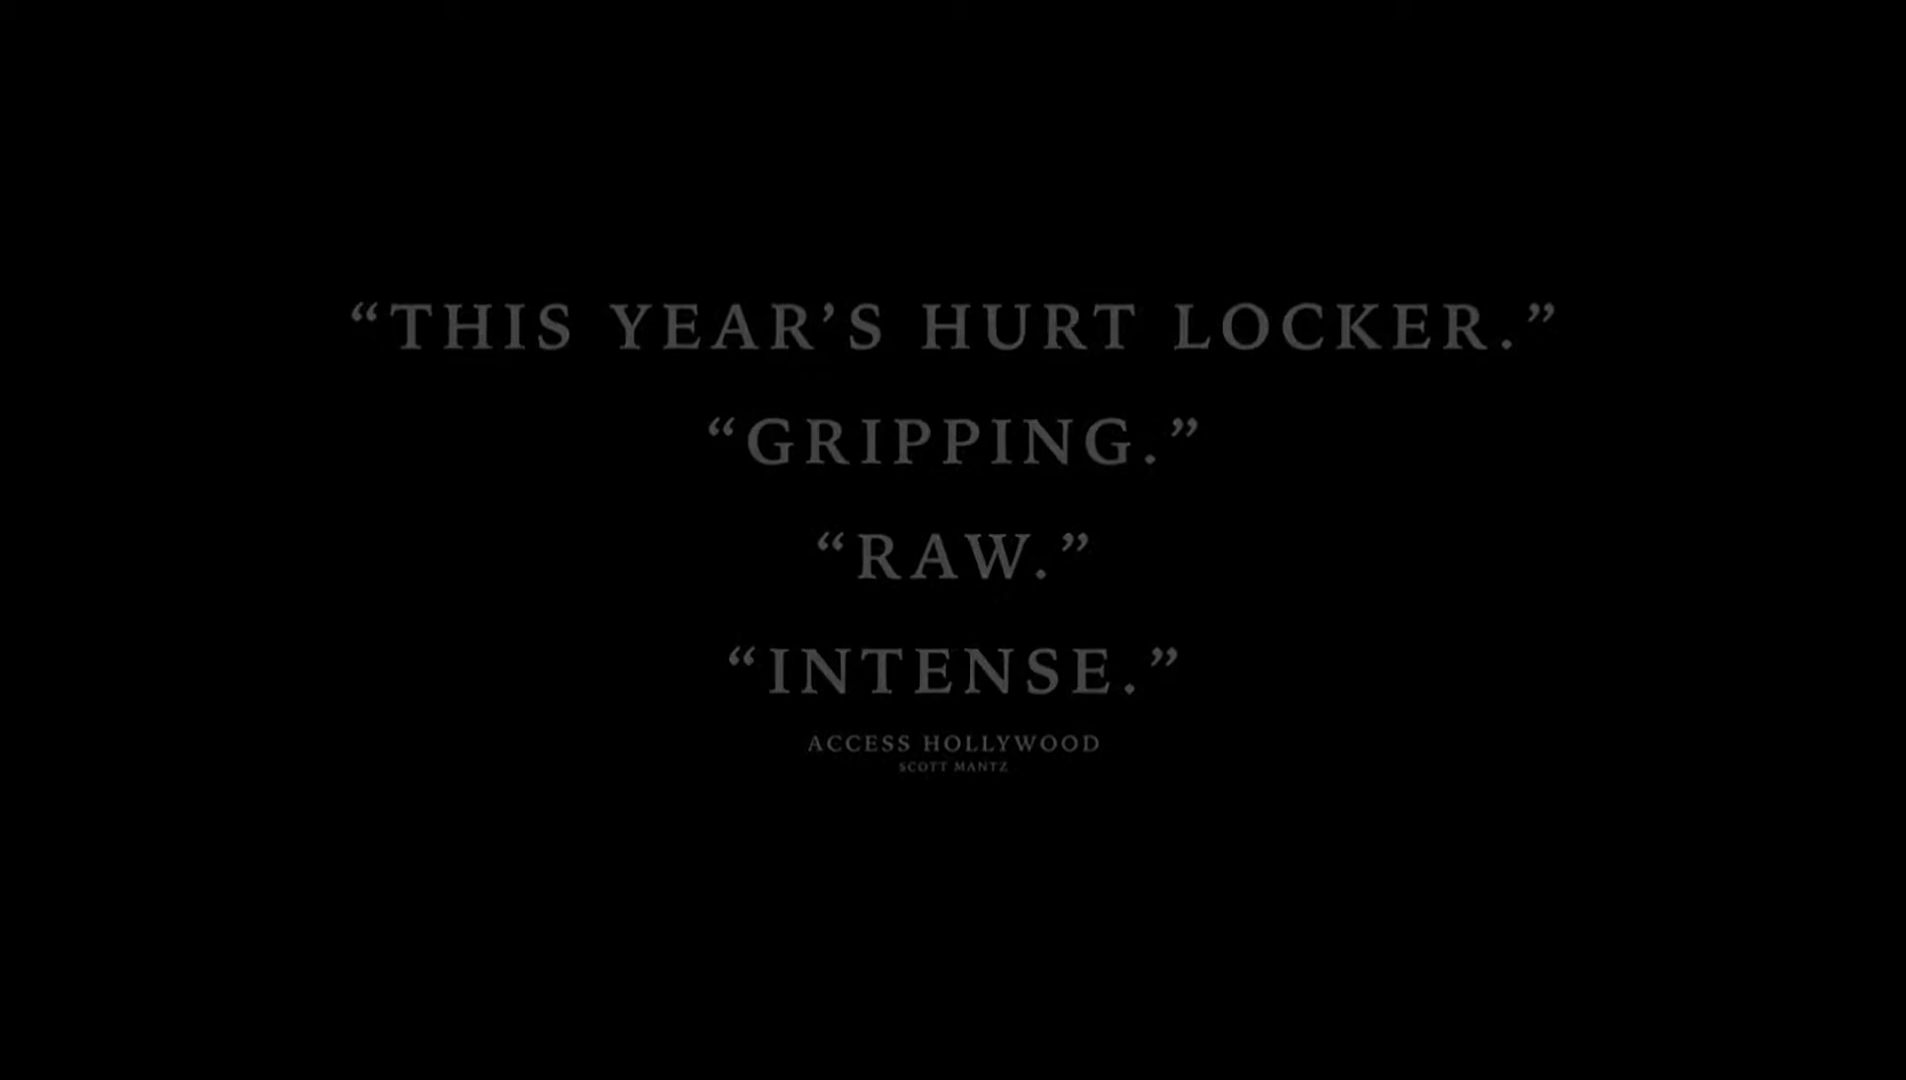 “THIS YEAR’S HURT LOCKER.”
“GRIPPING.”
“RAW.”
“INTENSE.”
ACCESS HOLLYWOOD
SCOTT MANTZ